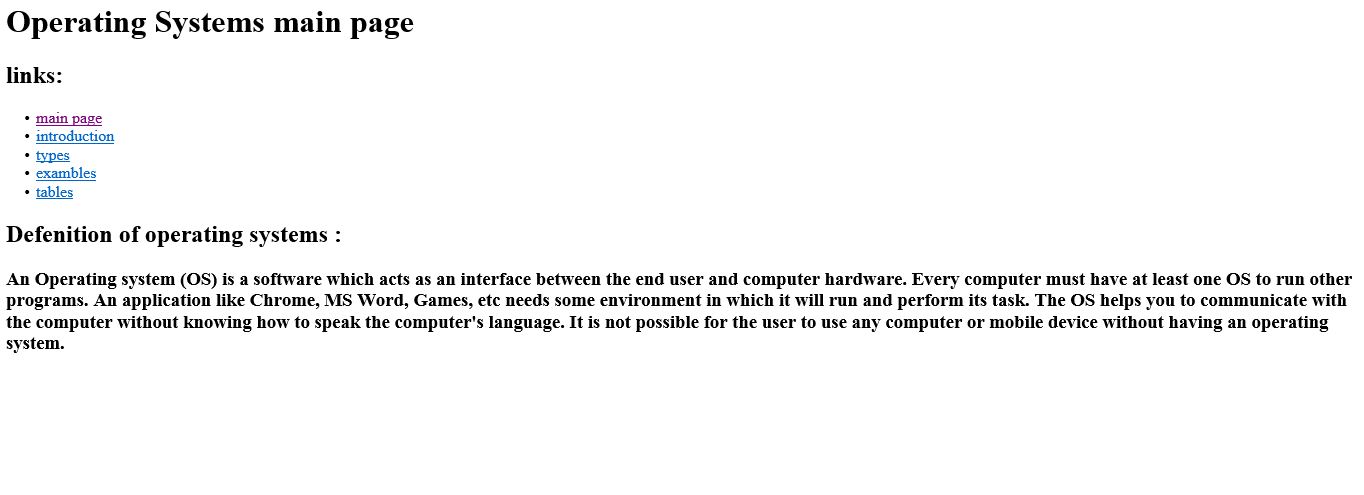 Operating Systems main page
links:
• main page
• introduction
• types
• exambles
• tables
Defenition of operating systems :
An Operating system (OS) is a software which acts as an interface between the end user and computer hardware. Every computer must have at least one OS to run other
programs. An application like Chrome, MS Word, Games, etc needs some environment in which it will run and perform its task. The OS helps you to communicate with
the computer without knowing how to speak the computer's language. It is not possible for the user to use any computer or mobile device without having an operating
system.